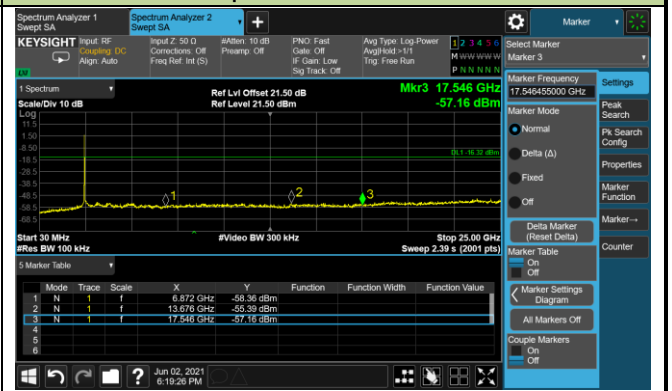 Spectrum Analyzer 1
Swept SA
Spectrum Analyzer 2
Swept SA
Marker
KEYSIGHT
Input: RF
Coupling: DC
Align: Auto
Input Z: 50 Ω
Corrections: Off
Freq Ref: Int (S)
#Atten: 10 dB
Preamp: Off
PNO: Fast
Gate: Off
IF Gain: Low
Sig Track: Off
Avg Type: Log-Power
Avg|Hold:>1/1
Trig: Free Run
1 2 3 4 5 6
M W W W W W
P N N N N N
Select Marker
Marker 3
1 Spectrum
Scale/Div 10 dB
Log
Ref Lvl Offset 21.50 dB
Ref Level 21.50 dBm
Mkr3 17.546 GHz
-57.16 dBm
11.5
1.50
-8.50
-18.5
-28.5
-38.5
-48.5
-58.5
-68.5
DL1 -16.32 dBm
1
2
3
Start 30 MHz
#Res BW 100 kHz
#Video BW 300 kHz
Stop 25.00 GHz
Sweep 2.39 s (2001 pts)
5 Marker Table
Mode Trace Scale X Y Function Function Width Function Value
1 N 1 f 6.872 GHz -58.36 dBm
2 N 1 f 13.676 GHz -55.39 dBm
3 N 1 f 17.546 GHz -57.16 dBm
4
5
6
Marker Frequency
17.546455000 GHz
Marker Mode
Normal
Delta (Δ)
Fixed
Off
Delta Marker
(Reset Delta)
Marker Table
On
Off
Marker Settings
Diagram
All Markers Off
Couple Markers
On
Off
Settings
Peak
Search
Pk Search
Config
Properties
Marker
Function
Marker→
Counter
Jun 02, 2021
6:19:26 PM